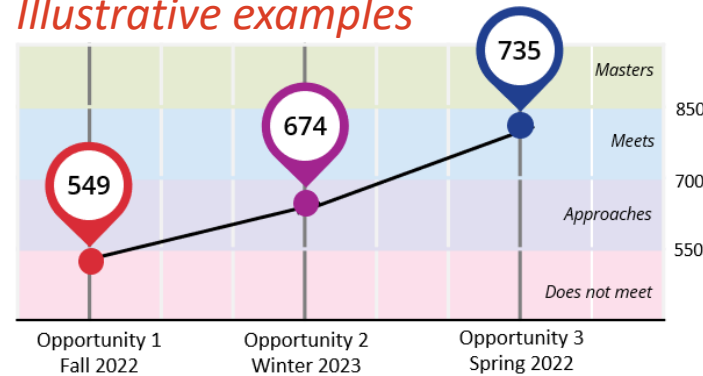 Illustrative examples
735
Masters
850
674
Meets
549
700
Approaches
550
Does not meet
Opportunity 1
Fall 2022
Opportunity 2
Winter 2023
Opportunity 3
Spring 2022